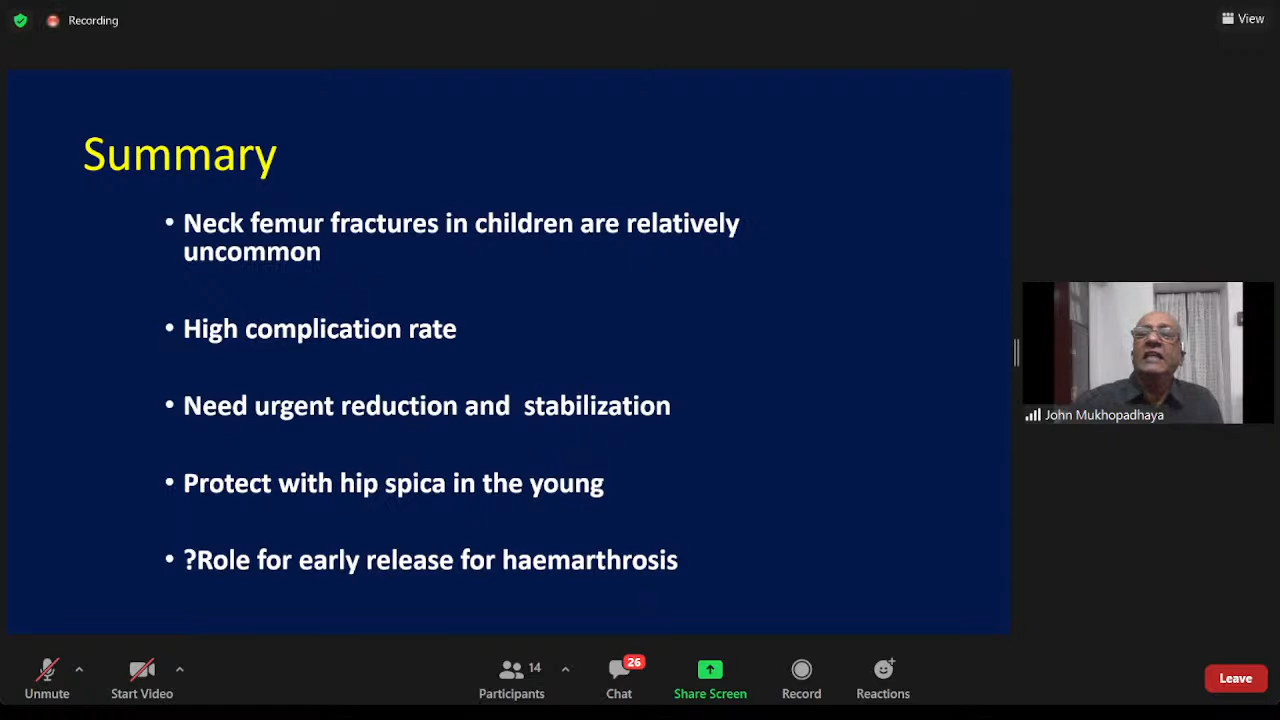 Recording
View
Summary
• Neck femur fractures in children are relatively
uncommon
• High complication rate
• Need urgent reduction and  stabilization
• Protect with hip spica in the young
• ?Role for early release for haemarthrosis
John Mukhopadhaya
14
26
Unmute
Start Video
Participants
Chat
Share Screen
Record
Reactions
Leave